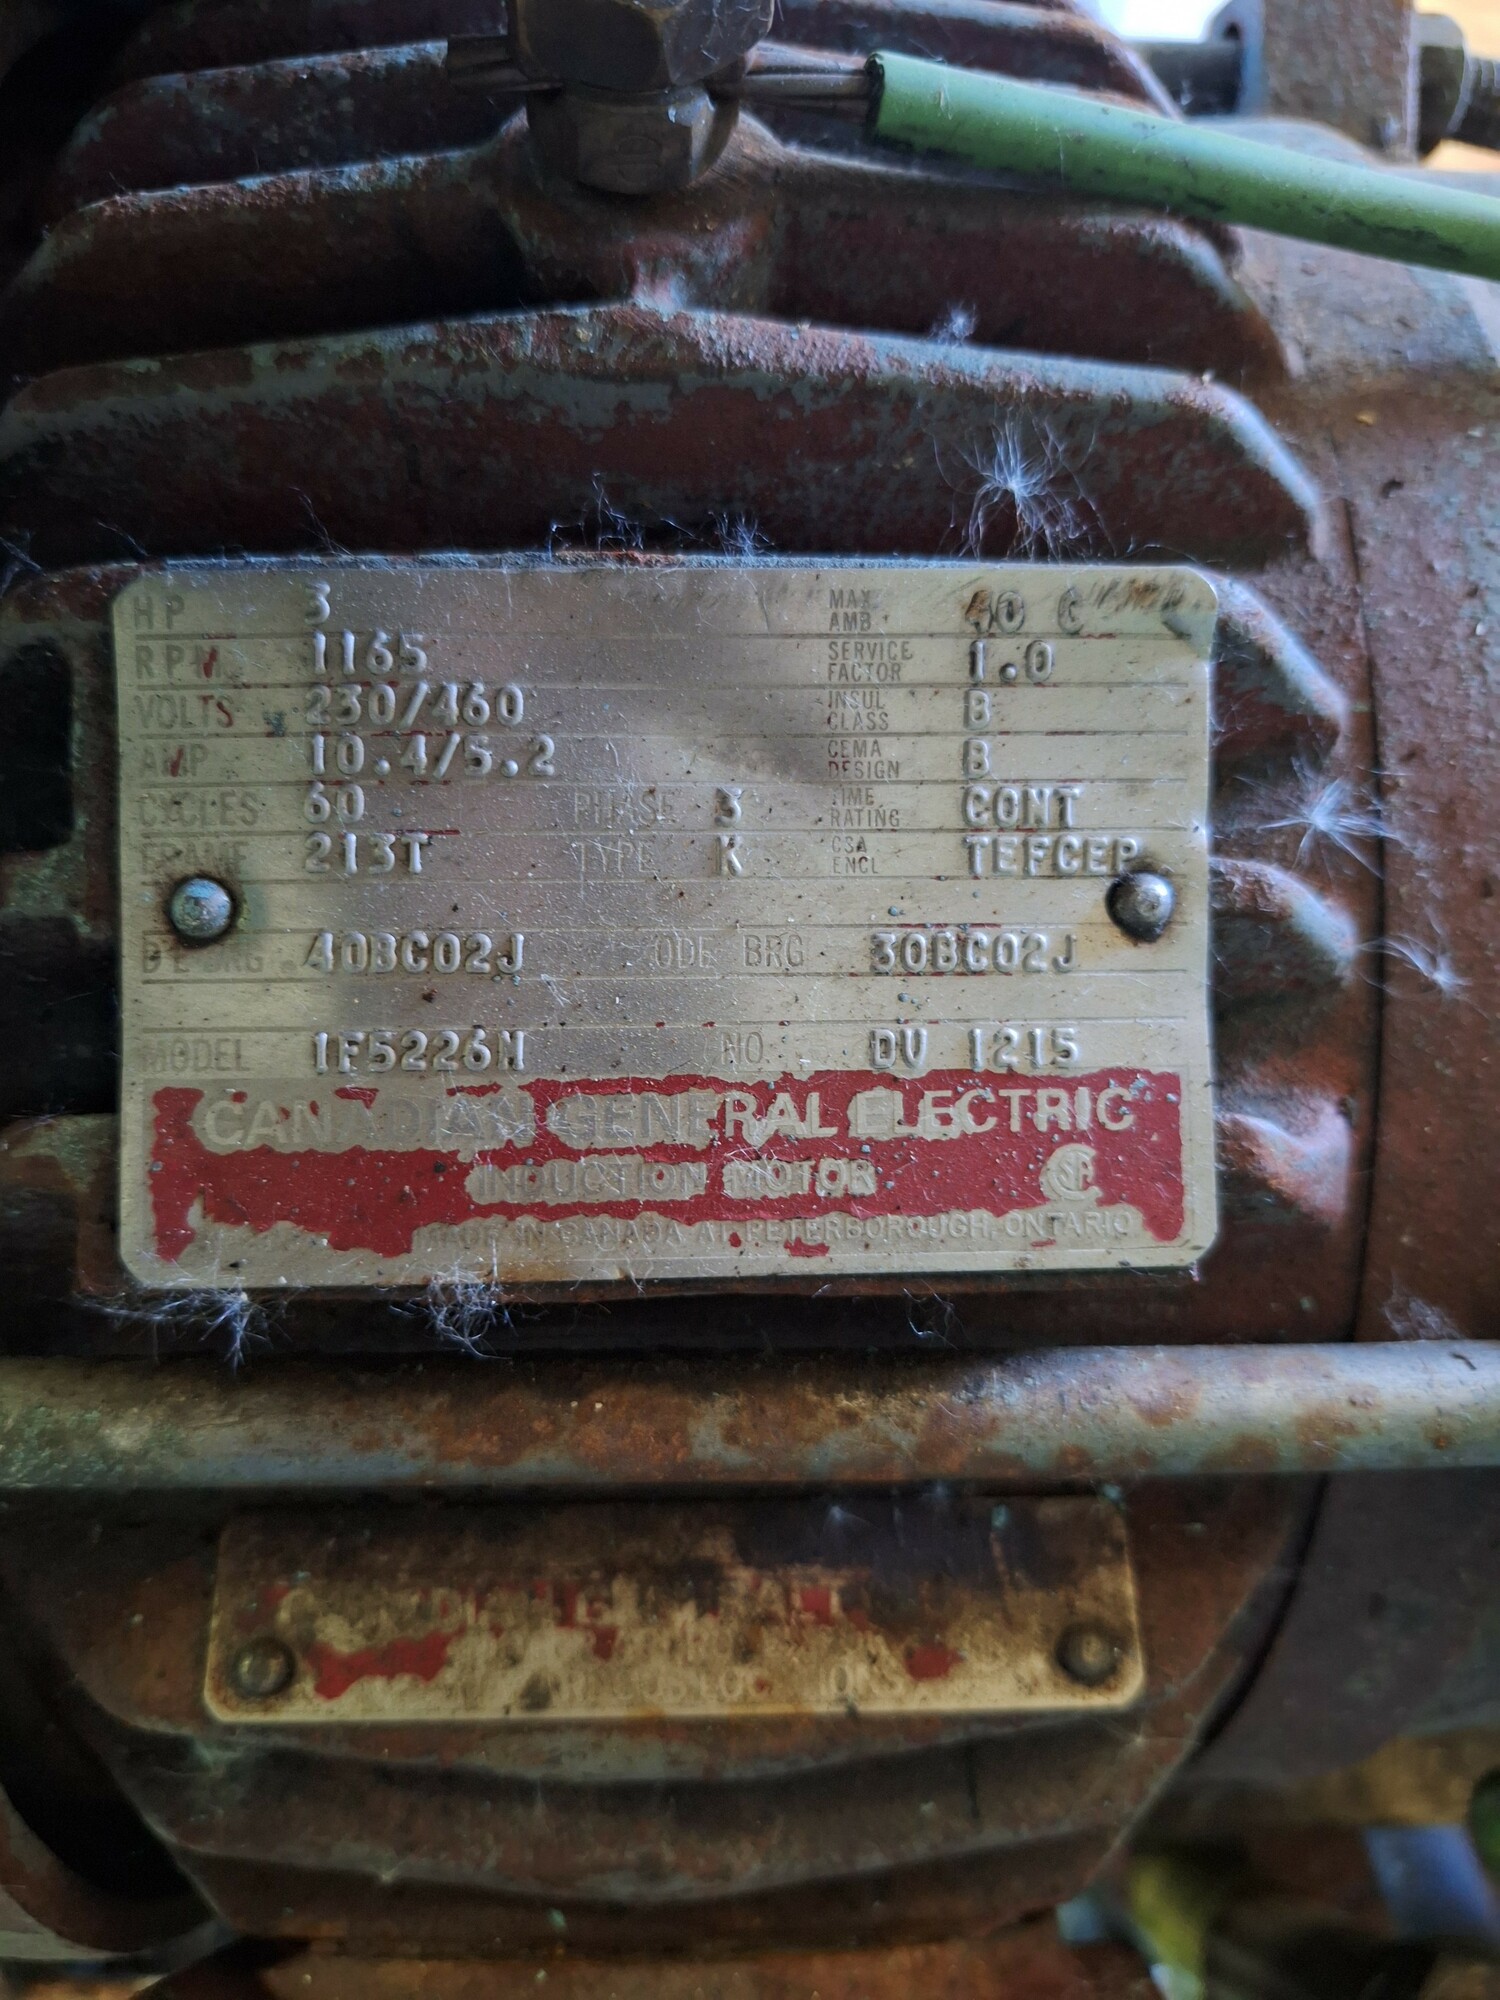 HP 3 MAX. AMB. 40 C
RPM 1165 SERVICE FACTOR 1.0
VOLTS 230/460 INSUL CLASS B
AMP 10.4/5.2 CEMA DESIGN B
CYCLES 60 PHASE 3 TIME RATING CONT
FRAME 213T TYPE K CSA ENCL TEFCEP
D E BRG 40BC02J ODE BRG 30BC02J
MODEL 1F5226M NO. DV 1215
CANADIAN GENERAL ELECTRIC
INDUCTION MOTOR
MADE IN CANADA AT PETERBOROUGH, ONTARIO